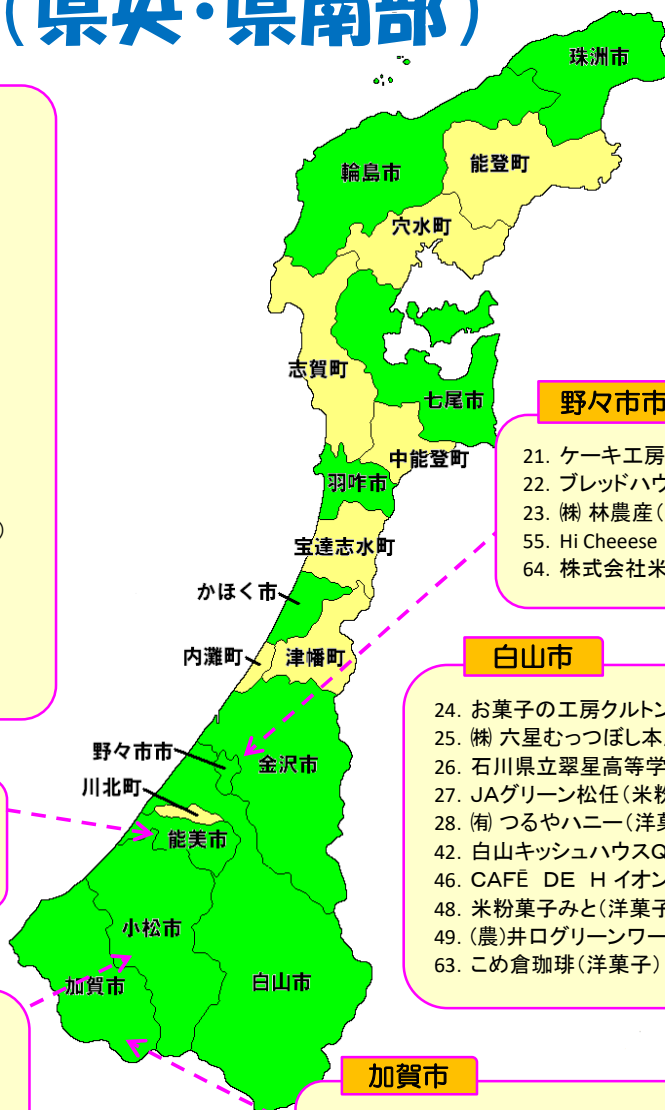 (県央・県南部)
珠洲市
能登町
輪島市
穴水町
志賀町
七尾市
中能登町
羽咋市
宝達志水町
かほく市
内灘町
津幡町
野々市市
金沢市
川北町
能美市
小松市
加賀市
白山市
)
野々市市
21. ケーキ工房
22. ブレッドハウ
23. ㈱ 林農産(
55. Hi Cheeese
64. 株式会社米
白山市
24. お菓子の工房クルトン
25. ㈱ 六星むっつぼし本
26. 石川県立翠星高等学
27. JAグリーン松任(米粉
28. ㈲ つるやハニー(洋菓
42. 白山キッシュハウスQ
46. CAFĒ DE H イオン
48. 米粉菓子みと(洋菓子
49. (農)井口グリーンワー
63. こめ倉珈琲(洋菓子)
加賀市